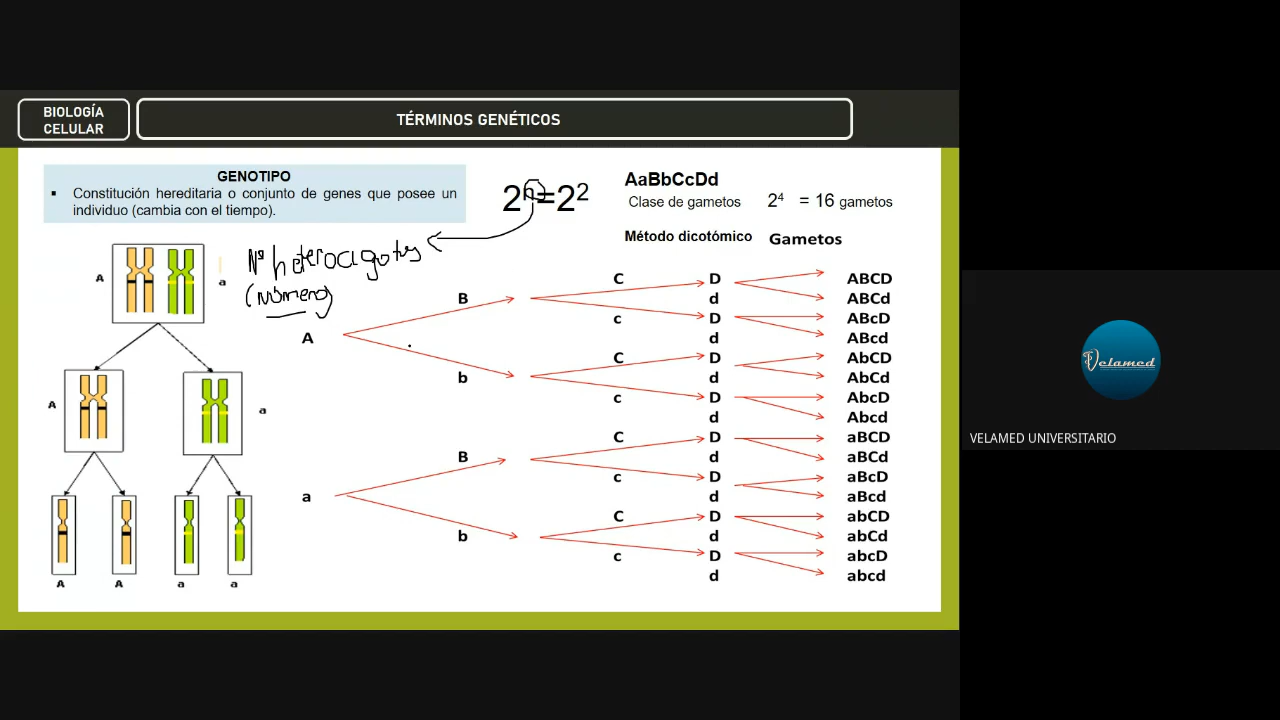 BIOLOGÍA
CELULAR
TÉRMINOS GENÉTICOS
GENOTIPO
▪ Constitución hereditaria o conjunto de genes que posee un
individuo (cambia con el tiempo).
2ⁿ=2²
AaBbCcDd
Clase de gametos 2⁴ = 16 gametos
Método dicotómico Gametos
Nº heterocigotos
(Número)
A a
A a
A A a a
A
B
C D ABCD
d ABCd
c D ABcD
d ABcd
b
C D AbCD
d AbCd
c D AbcD
d Abcd
a
B
C D aBCD
d aBCd
c D aBcD
d aBcd
b
C D abCD
d abCd
c D abcD
d abcd
Velamed
VELAMED UNIVERSITARIO